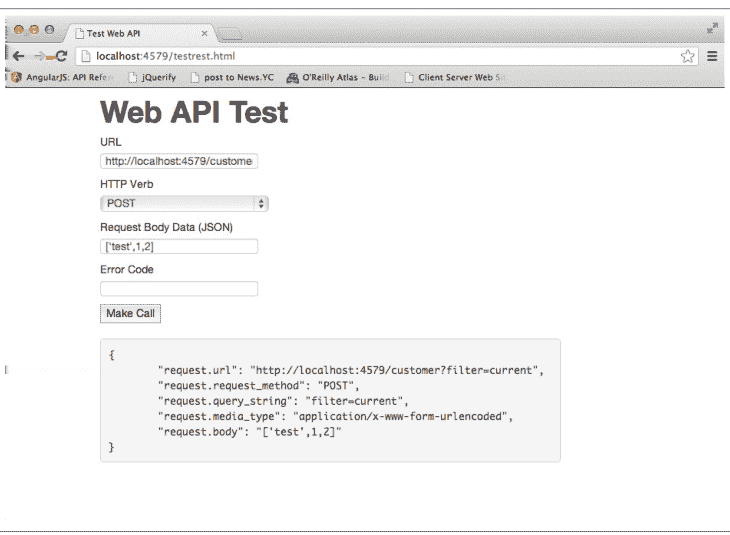 Test Web API
localhost:4579/testrest.html
AngularJS: API Refer jQuerify post to News.YC O'Reilly Atlas - Build Client Server Web Si
Web API Test
URL
http://localhost:4579/custome
HTTP Verb
POST
Request Body Data (JSON)
['test',1,2]
Error Code
Make Call
{
"request.url": "http://localhost:4579/customer?filter=current",
"request.request_method": "POST",
"request.query_string": "filter=current",
"request.media_type": "application/x-www-form-urlencoded",
"request.body": "['test',1,2]"
}